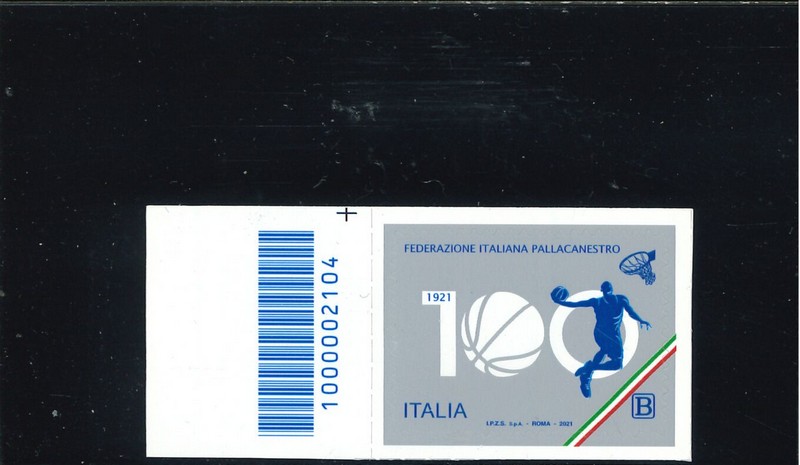 1000002104
FEDERAZIONE ITALIANA PALLACANESTRO
1921
100
ITALIA
I.P.Z.S. S.p.A. - ROMA - 2021
B